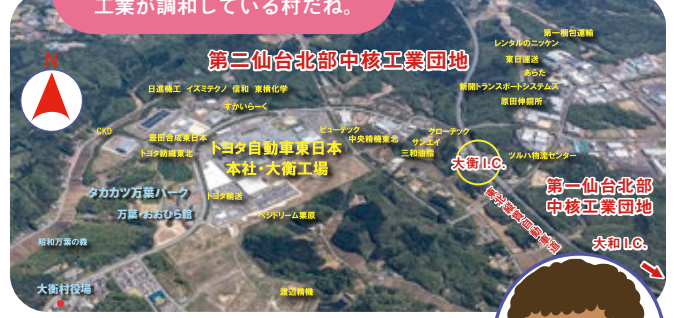 工業が調和している村だね。
N
第二仙台北部中核工業団地
第一梱包運輸
レンタルのニッケン
東日運送
あらた
新開トランスポートシステムズ
原田伸銅所
日進機工 イズミテクノ 信和 東横化学
すかいらーく
CKD
豊田合成東日本
トヨタ紡織東北
トヨタ自動車東日本
本社・大衡工場
ビューテック
中央精機東北
クローテック
サンエイ
三和油脂
大衡 I.C.
ツルハ物流センター
第一仙台北部
中核工業団地
タカカツ万葉パーク
万葉・おおひら館
トヨタ輸送
ベジドリーム栗原
東北縦貫自動車道
大和 I.C.
昭和万葉の森
大衡村役場
渡辺精機